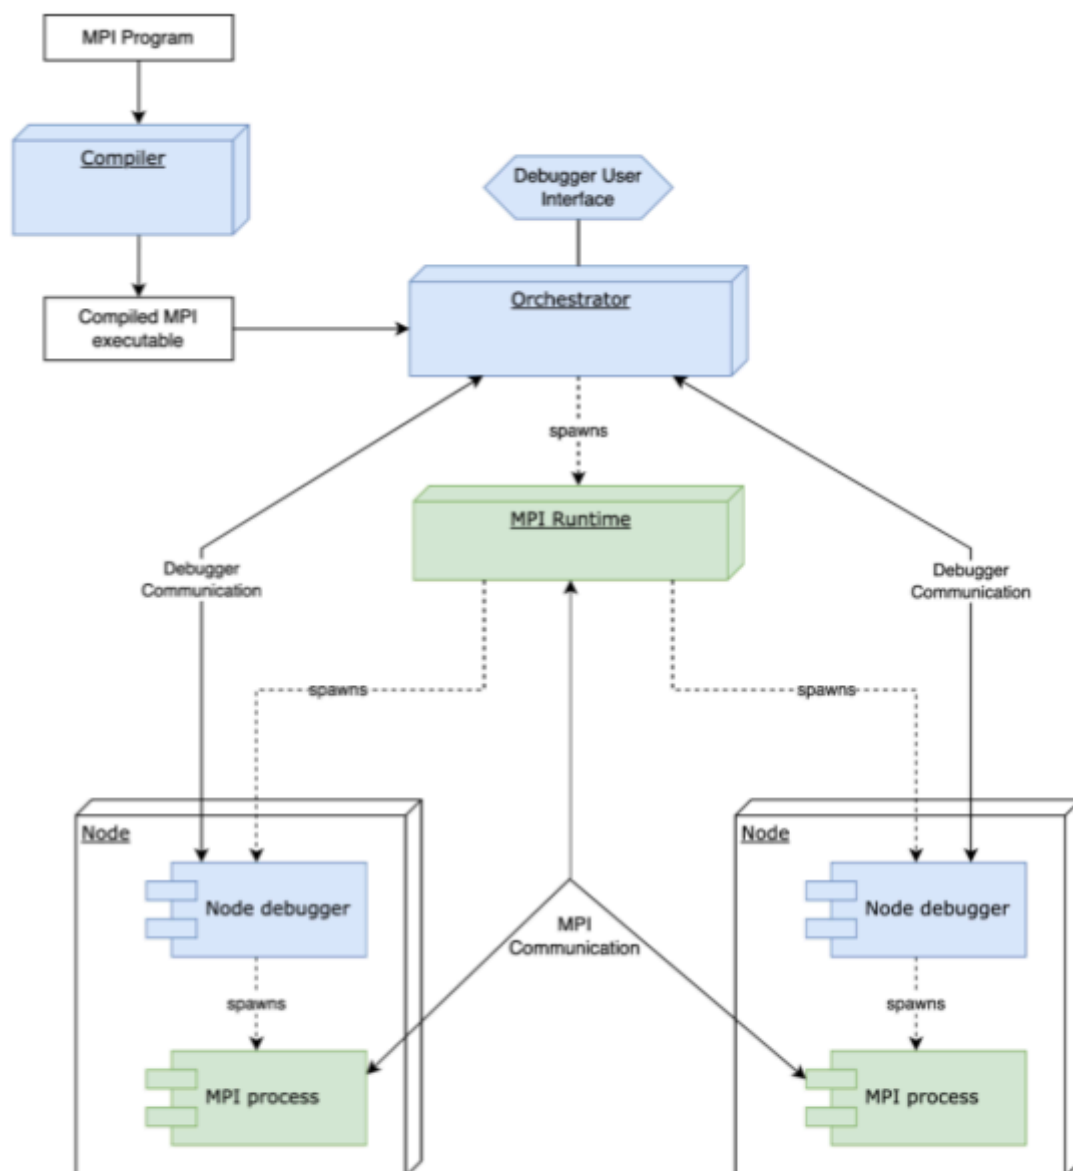 MPI Program
Compiler
Debugger User
Interface
Orchestrator
Compiled MPI
executable
spawns
MPI Runtime
Debugger
Communication
Debugger
Communication
spawns
spawns
Node
Node
Node debugger
Node debugger
MPI
Communication
spawns
spawns
MPI process
MPI process